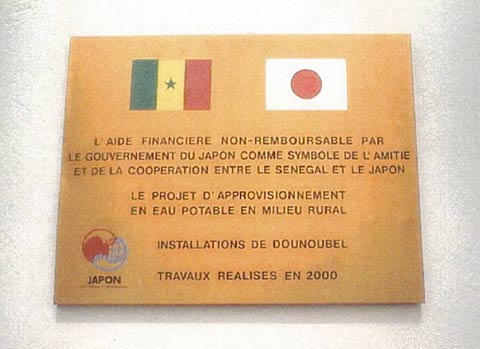 L'AIDE FINANCIERE NON-REMBOURSABLE PAR
LE GOUVERNEMENT DU JAPON COMME SYMBOLE DE L'AMITIE
ET DE LA COOPERATION ENTRE LE SENEGAL ET LE JAPON
LE PROJET D'APPROVISIONNEMENT
EN EAU POTABLE EN MILIEU RURAL
INSTALLATIONS DE DOUNOUBEL
TRAVAUX REALISES EN 2000
JAPON